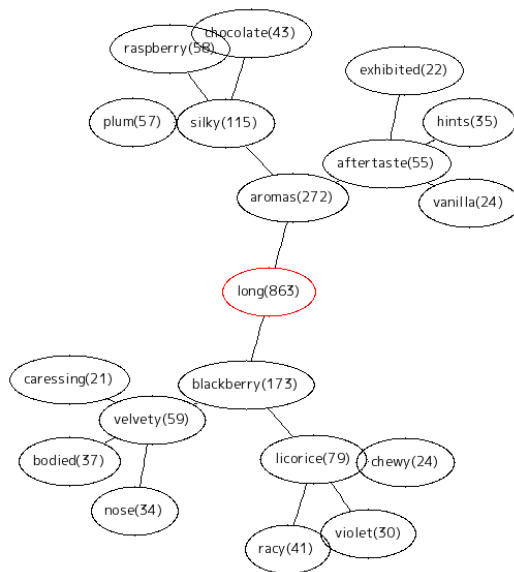 chocolate(43)
raspberry(58)
exhibited(22)
plum(57)
silky(115)
hints(35)
aftertaste(55)
aromas(272)
vanilla(24)
long(863)
caressing(21)
blackberry(173)
velvety(59)
bodied(37)
licorice(79)
chewy(24)
nose(34)
violet(30)
racy(41)